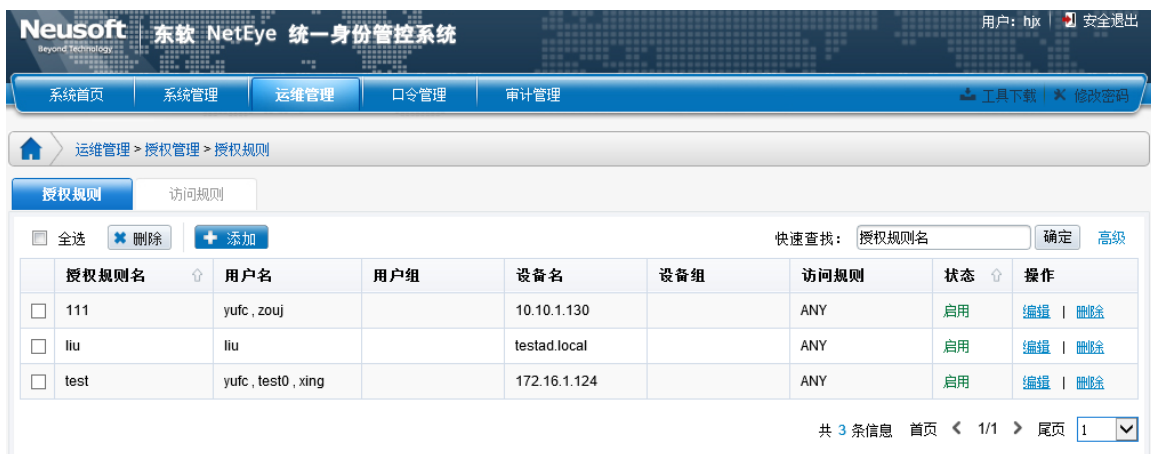 Neusoft 东软 NetEye 统一身份管控系统
Beyond Technology
用户: hjx 安全退出
系统首页 系统管理 运维管理 口令管理 审计管理 工具下载 修改密码
运维管理 > 授权管理 > 授权规则
授权规则 访问规则
全选 删除 添加 快速查找: 授权规则名 确定 高级
授权规则名 用户名 用户组 设备名 设备组 访问规则 状态 操作
111 yufc , zouj 10.10.1.130 ANY 启用 编辑 | 删除
liu liu testad.local ANY 启用 编辑 | 删除
test yufc , test0 , xing 172.16.1.124 ANY 启用 编辑 | 删除
共 3 条信息 首页 1/1 尾页 1